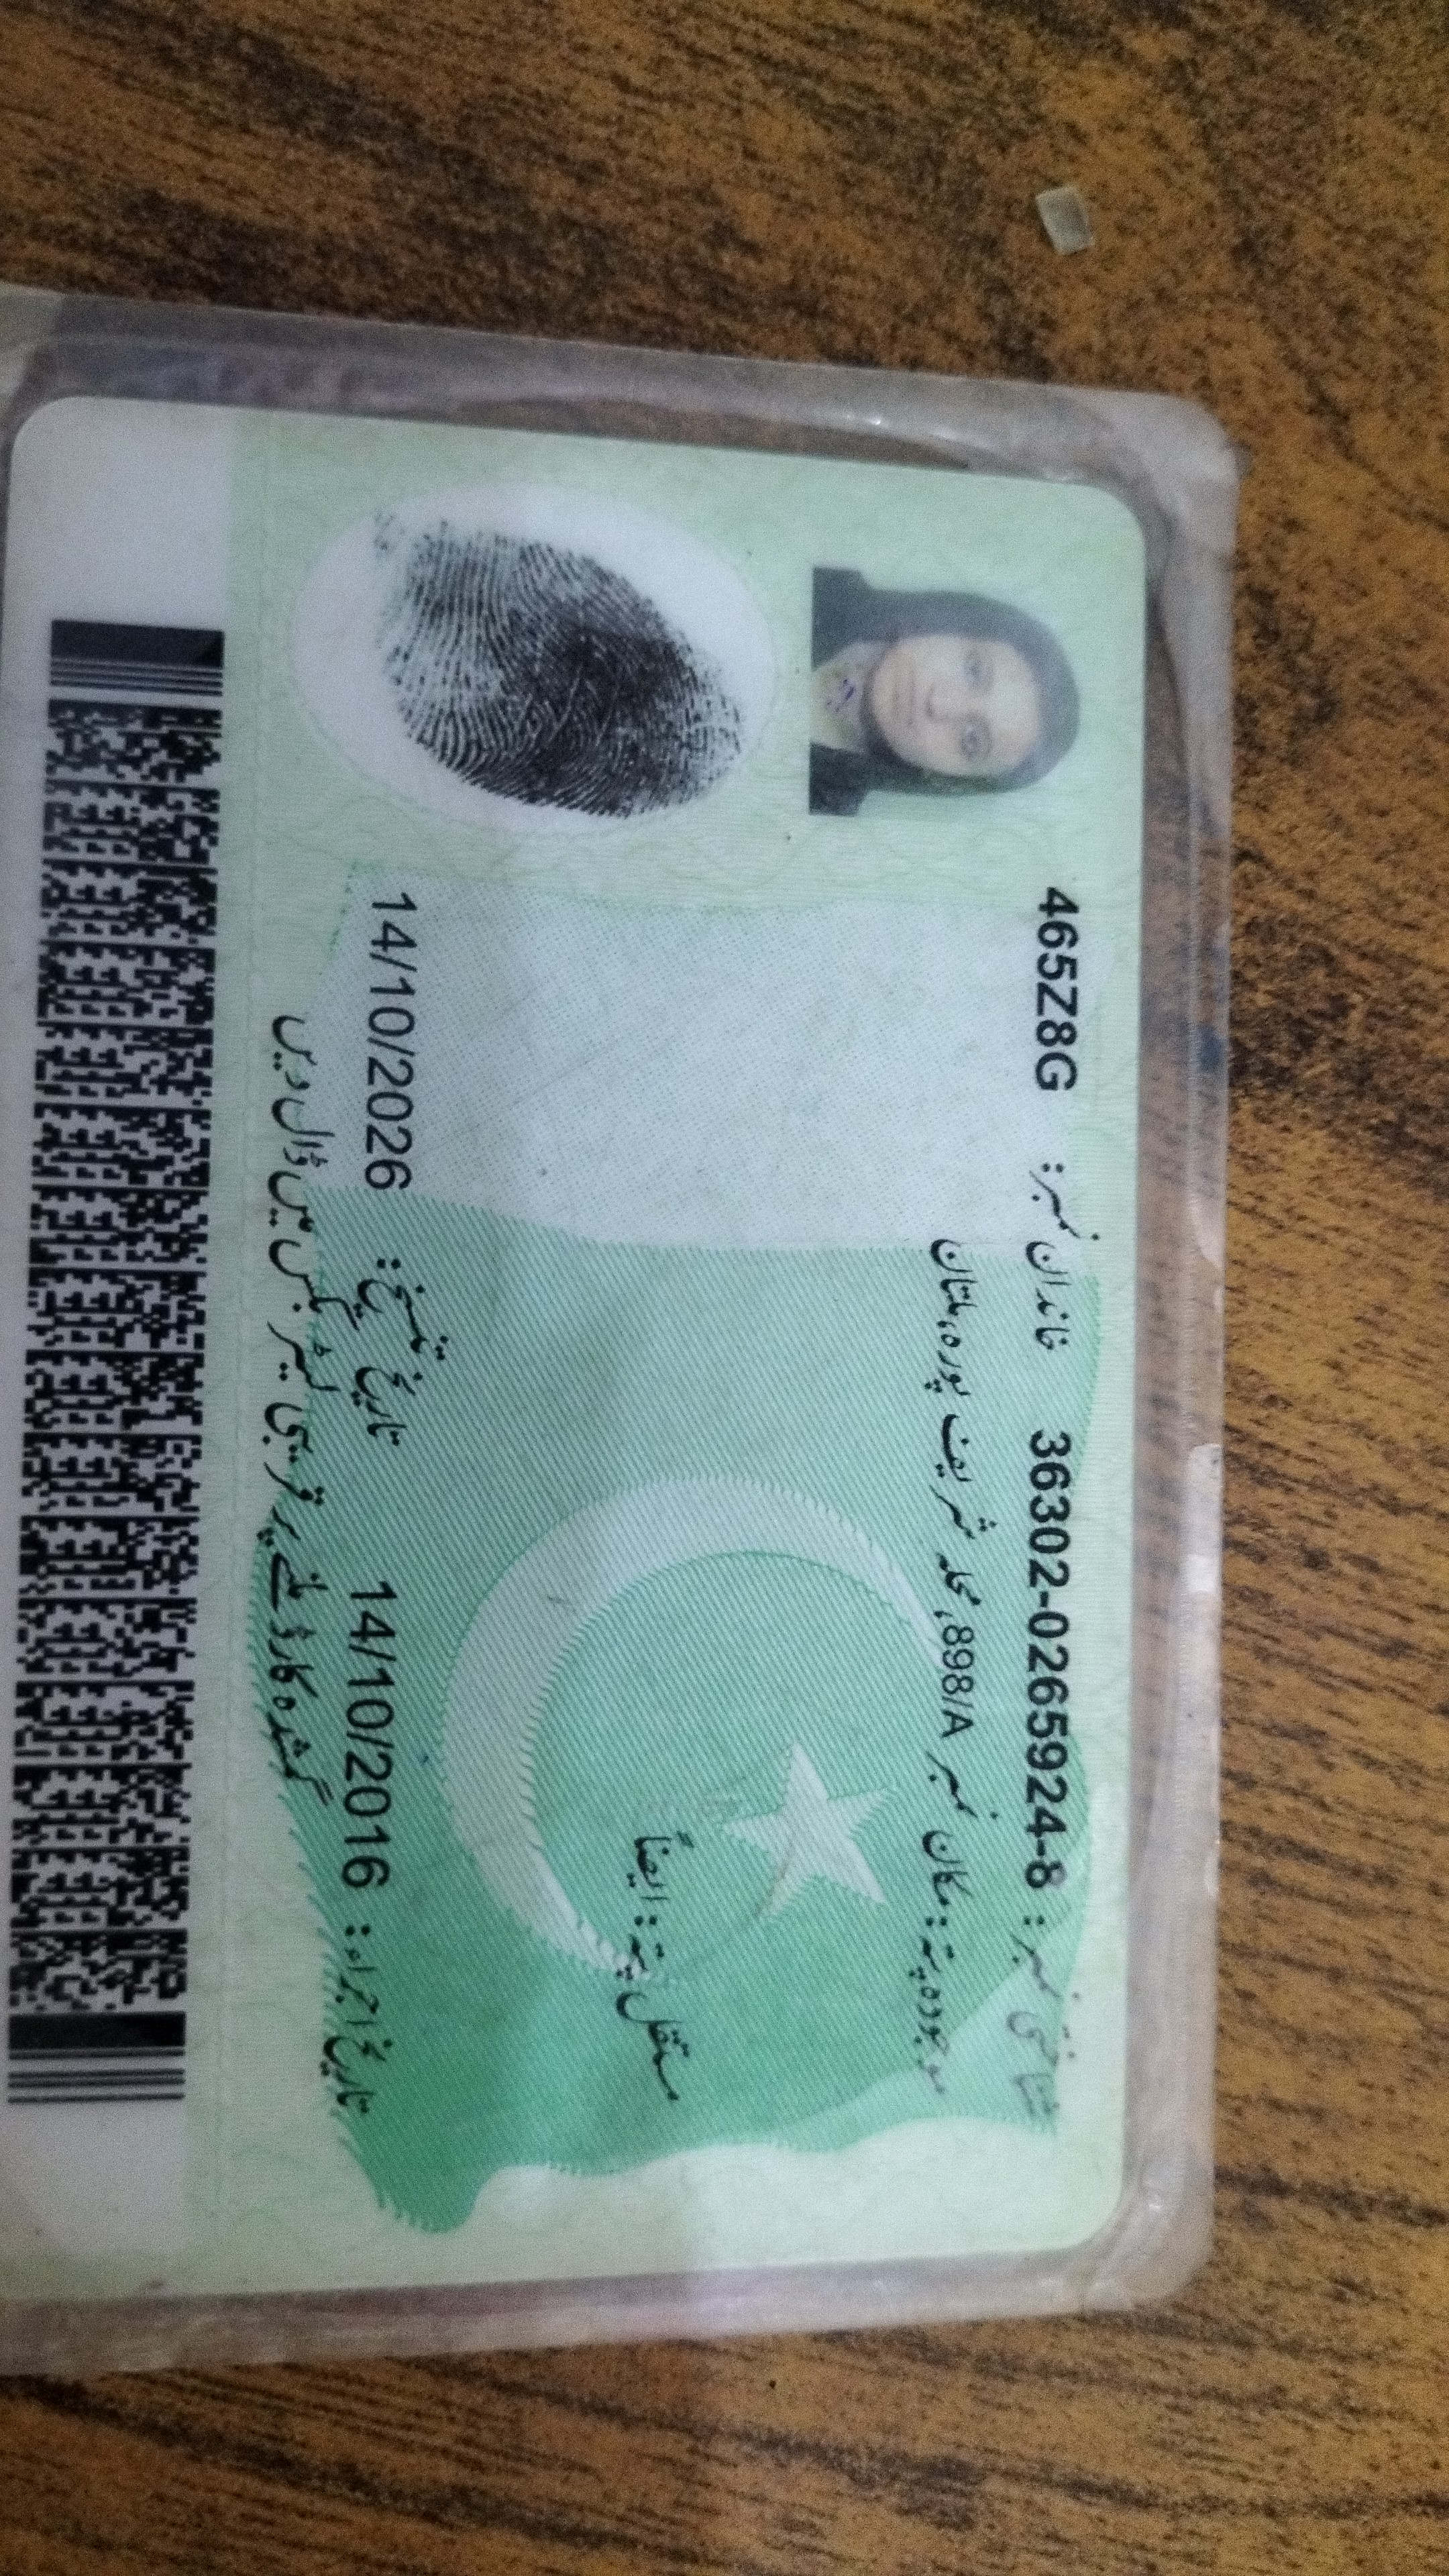 شناختی نمبر: 36302-0265924-8 خاندان نمبر: 465Z8G
موجودہ پتہ: مکان نمبر 898/A، محلہ شریف پورہ، ملتان
مستقل پتہ: ایضاً
تاریخ اجراء: 14/10/2016 تاریخ تنسیخ: 14/10/2026
گمشدہ کارڈ ملنے پر قریبی لیٹر بکس میں ڈال دیں